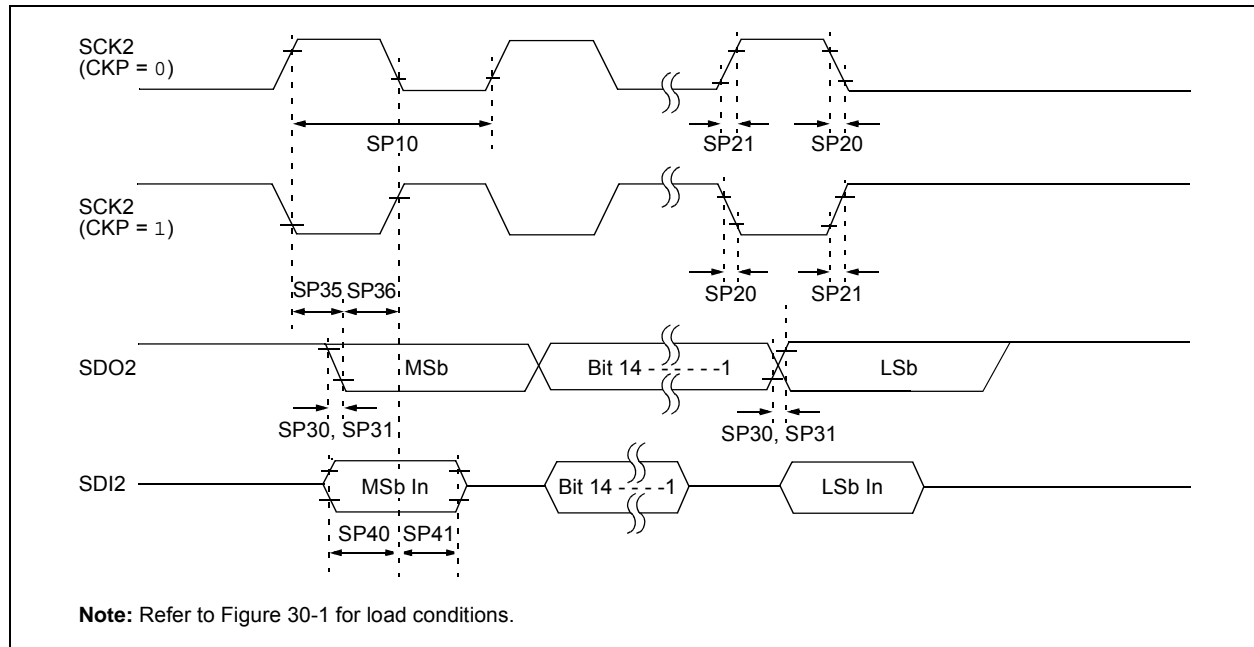 SCK2
(CKP = 0)
SP10
SP21
SP20
SCK2
(CKP = 1)
SP35
SP36
SP20
SP21
SDO2
MSb
Bit 14 - - - - - - -1
LSb
SP30, SP31
SP30, SP31
SDI2
MSb In
Bit 14 - - - - -1
LSb In
SP40
SP41
Note: Refer to Figure 30-1 for load conditions.